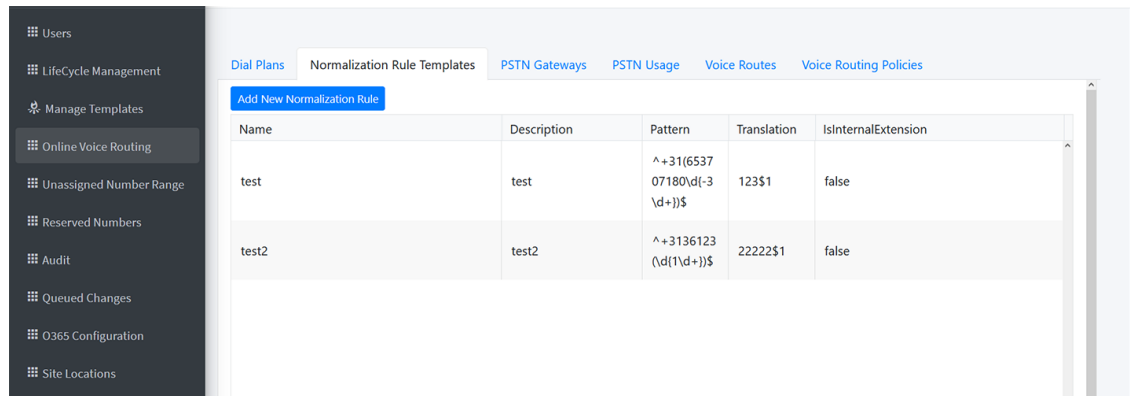 Users
LifeCycle Management
Manage Templates
Online Voice Routing
Unassigned Number Range
Reserved Numbers
Audit
Queued Changes
O365 Configuration
Site Locations
Dial Plans Normalization Rule Templates PSTN Gateways PSTN Usage Voice Routes Voice Routing Policies
Add New Normalization Rule
Name Description Pattern Translation IsInternalExtension
^+31(6537
test test 07180\d{-3 123$1 false
\d+})$
^+3136123
test2 test2 22222$1 false
(\d{1\d+})$